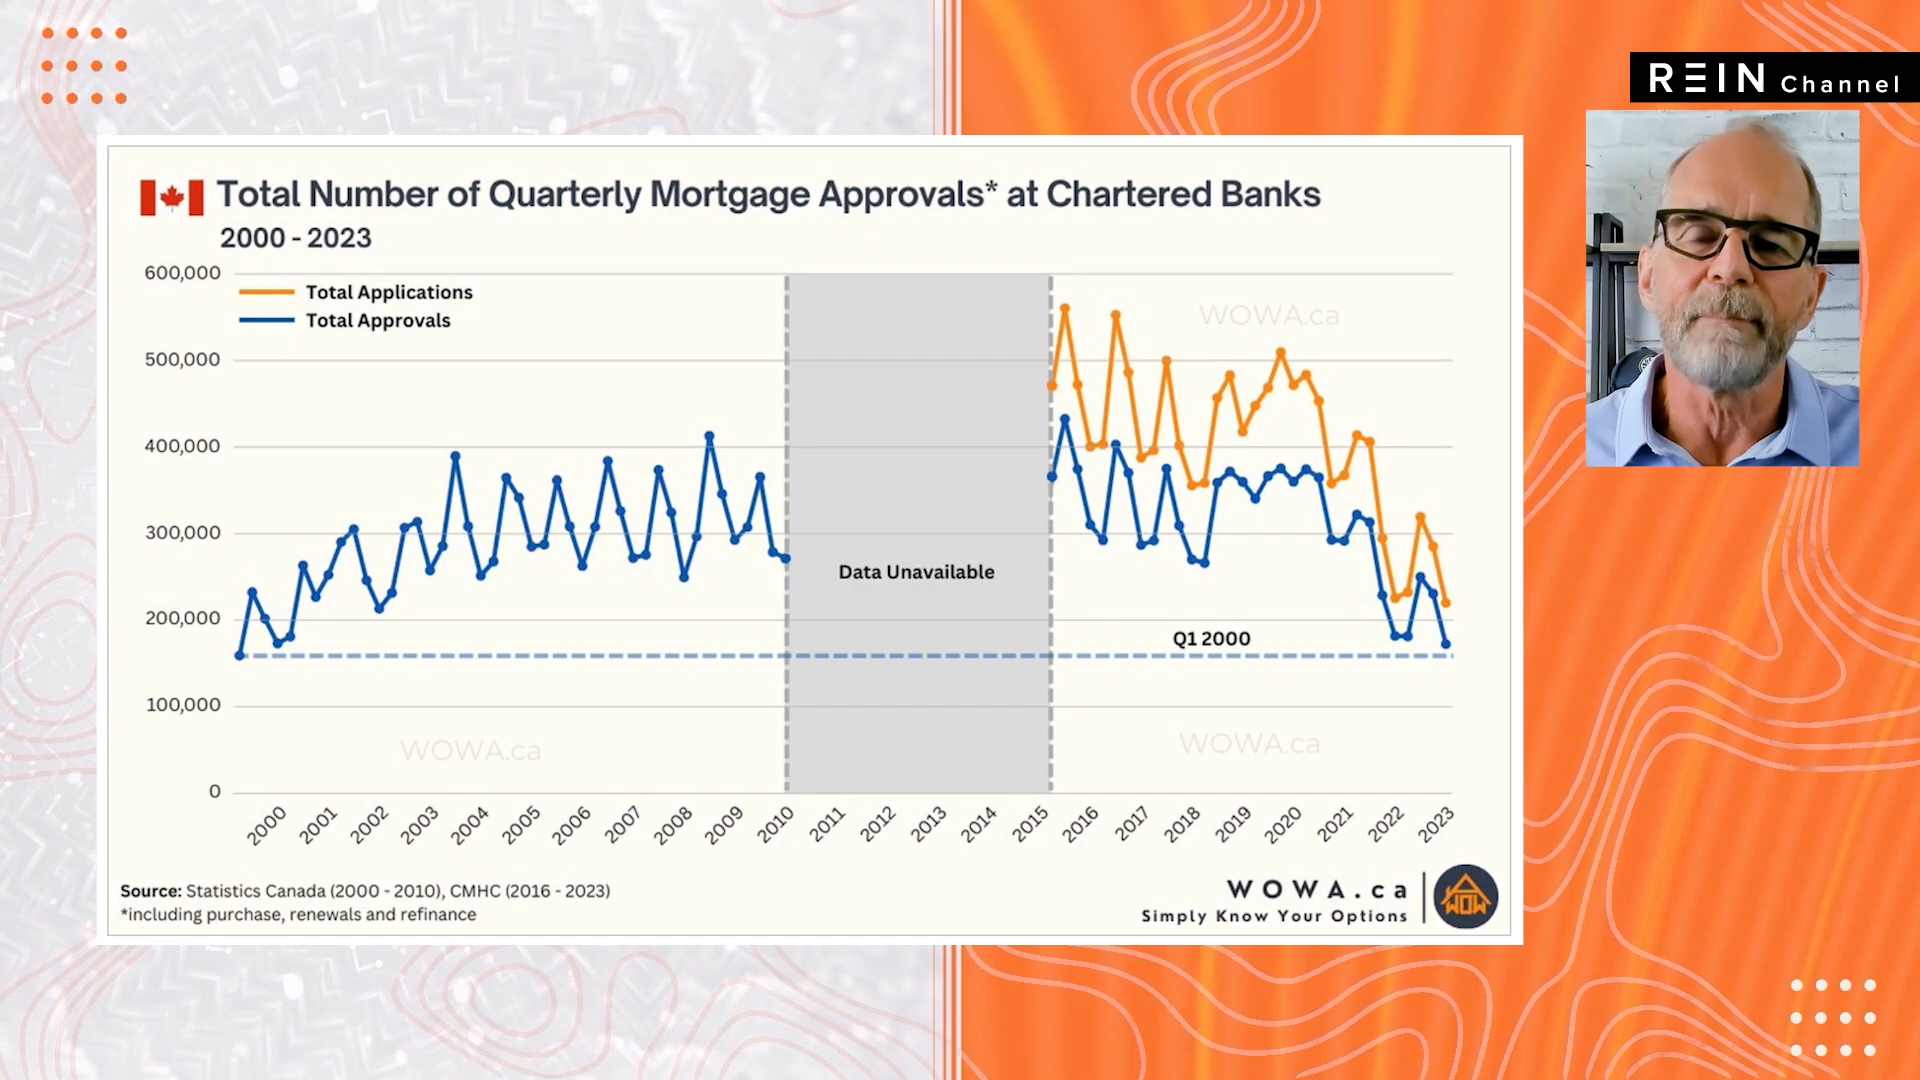 REIN Channel
Total Number of Quarterly Mortgage Approvals* at Chartered Banks
2000 - 2023
600,000
Total Applications
Total Approvals
WOWA.ca
500,000
400,000
300,000
Data Unavailable
200,000
Q1 2000
100,000
WOWA.ca
WOWA.ca
0
2000 2001 2002 2003 2004 2005 2006 2007 2008 2009 2010 2011 2012 2013 2014 2015 2016 2017 2018 2019 2020 2021 2022 2023
Source: Statistics Canada (2000 - 2010), CMHC (2016 - 2023)
*including purchase, renewals and refinance
WOWA.ca
Simply Know Your Options
WOW